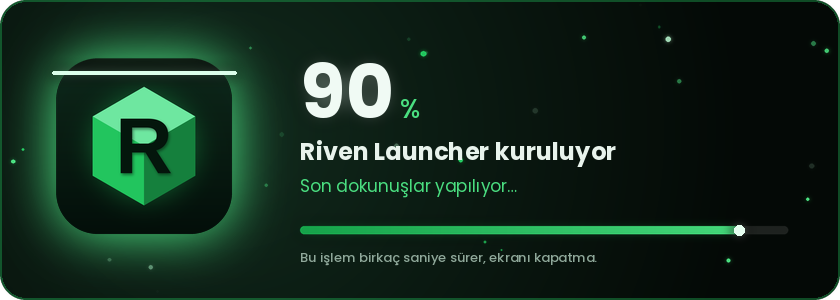 R
90 %
Riven Launcher kuruluyor
Son dokunuşlar yapılıyor...
Bu işlem birkaç saniye sürer, ekranı kapatma.